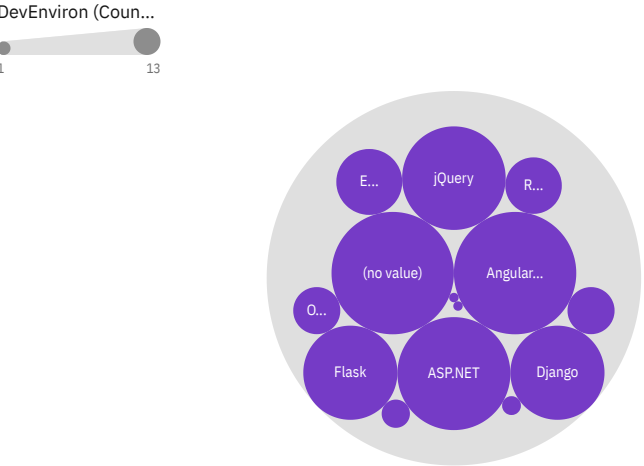 DevEnviron (Coun...
1
13
E...
jQuery
R...
(no value)
Angular...
O...
Flask
ASP.NET
Django